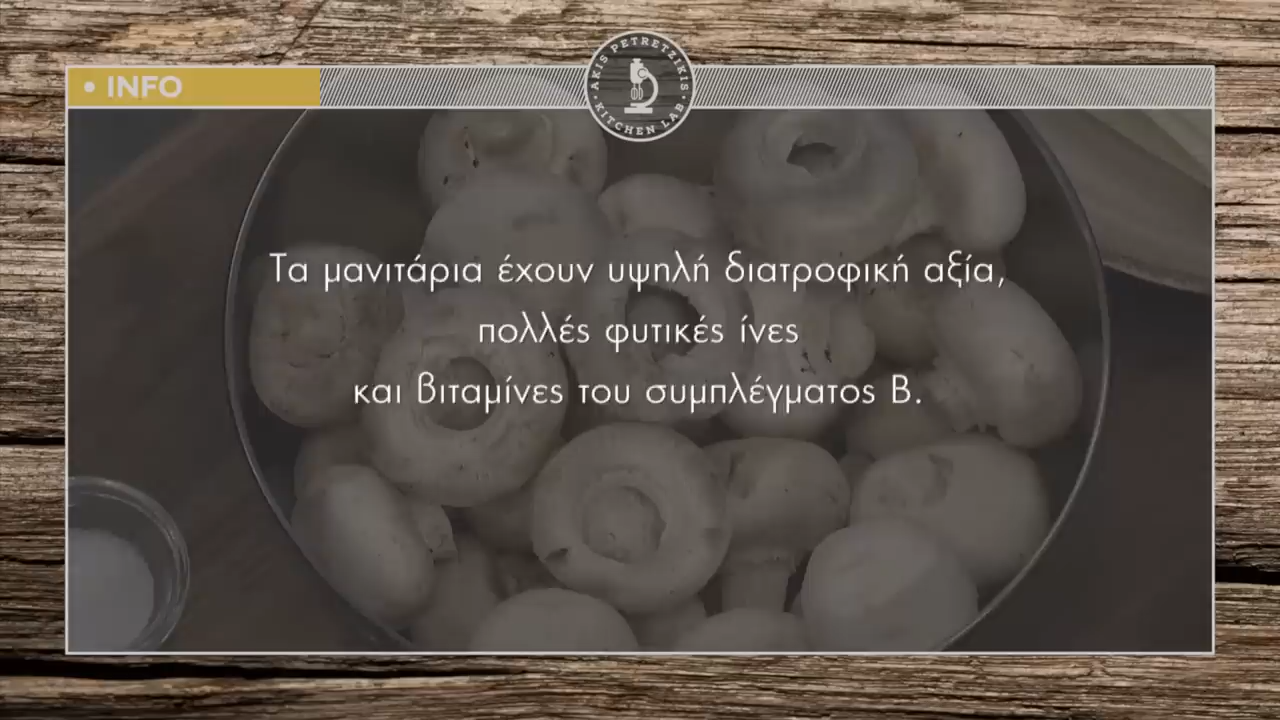 • INFO
AKIS PETRETZIKIS
• KITCHEN LAB •
Τα μανιτάρια έχουν υψηλή διατροφική αξία,
πολλές φυτικές ίνες
και βιταμίνες του συμπλέγματος Β.